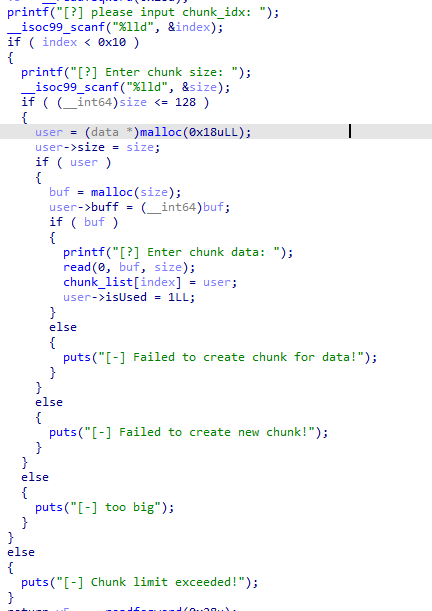 printf("[?] please input chunk_idx: ");
__isoc99_scanf("%lld", &index);
if ( index < 0x10 )
{
printf("[?] Enter chunk size: ");
__isoc99_scanf("%lld", &size);
if ( (__int64)size <= 128 )
{
user = (data *)malloc(0x18uLL);
user->size = size;
if ( user )
{
buf = malloc(size);
user->buff = (__int64)buf;
if ( buf )
{
printf("[?] Enter chunk data: ");
read(0, buf, size);
chunk_list[index] = user;
user->isUsed = 1LL;
}
else
{
puts("[-] Failed to create chunk for data!");
}
}
else
{
puts("[-] Failed to create new chunk!");
}
}
else
{
puts("[-] too big");
}
}
else
{
puts("[-] Chunk limit exceeded!");
}